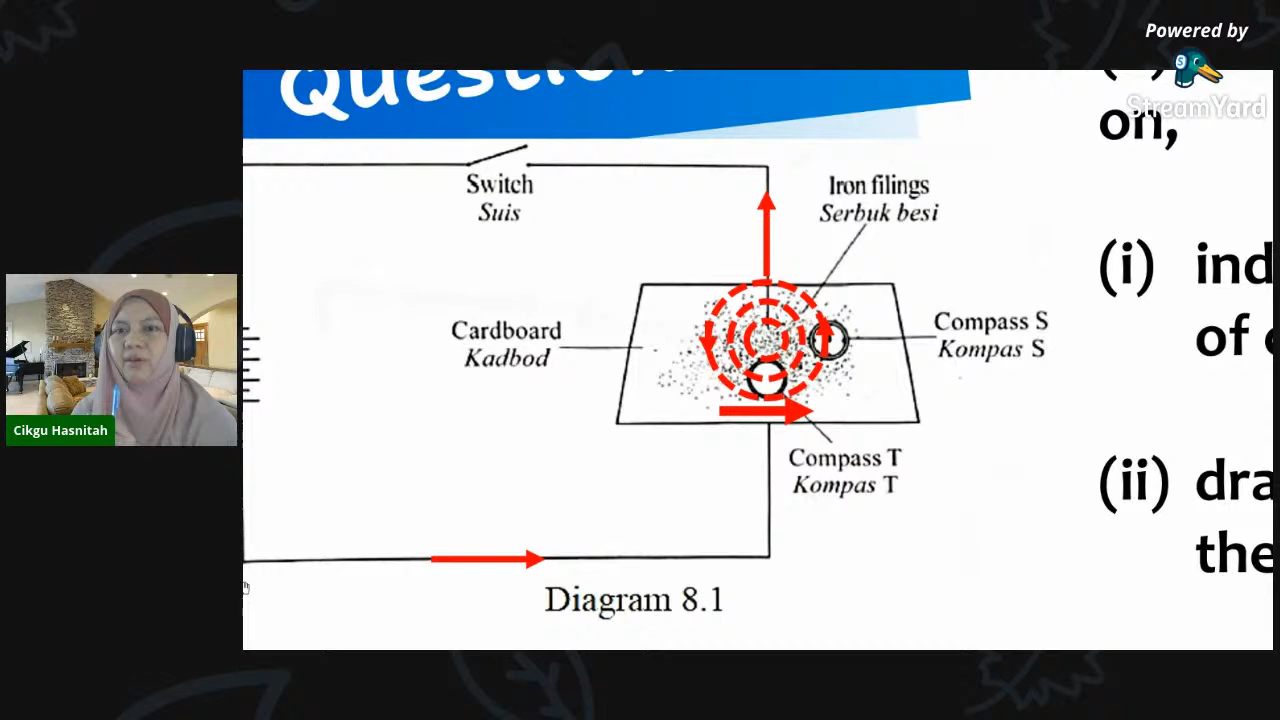 Powered by
StreamYard
Question
on,
Switch
Suis
Iron filings
Serbuk besi
(i) ind
of
Cardboard
Kadbod
Compass S
Kompas S
Compass T
Kompas T
(ii) dra
the
Diagram 8.1
Cikgu Hasnitah